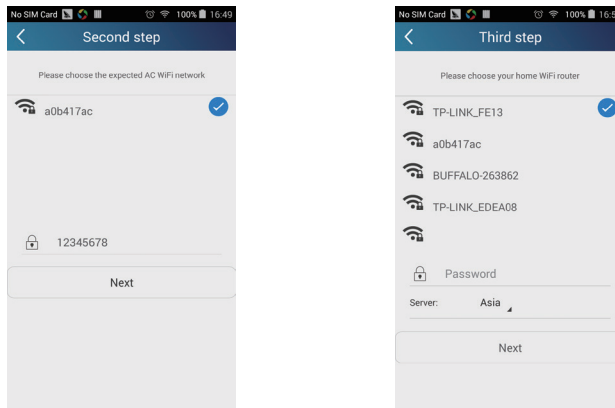 No SIM Card 100% 16:49
Second step
Please choose the expected AC WiFi network
a0b417ac
12345678
Next
No SIM Card 100%
Third step
Please choose your home WiFi router
TP-LINK_FE13
a0b417ac
BUFFALO-263862
TP-LINK_EDEA08
Password
Server: Asia
Next